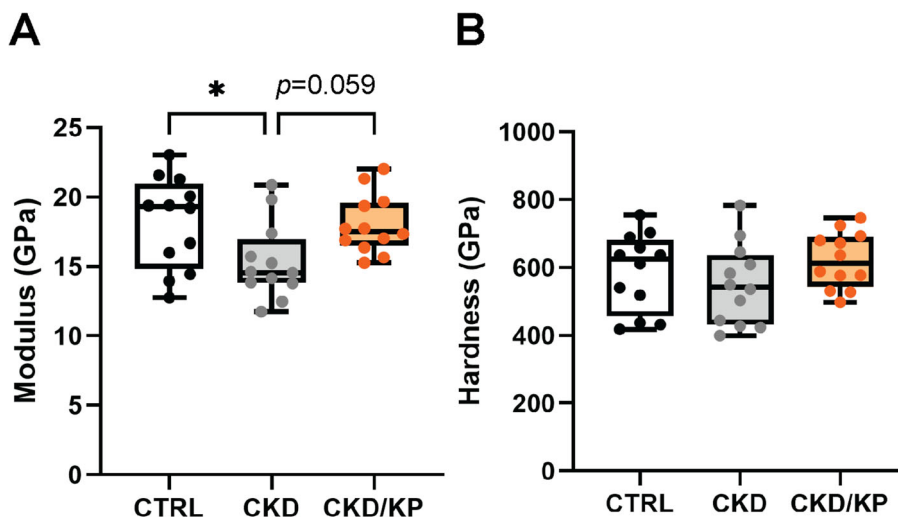 A
B
*
p=0.059
Modulus (GPa)
25
20
15
10
5
0
CTRL
CKD
CKD/KP
Hardness (GPa)
1000
800
600
400
200
0
CTRL
CKD
CKD/KP